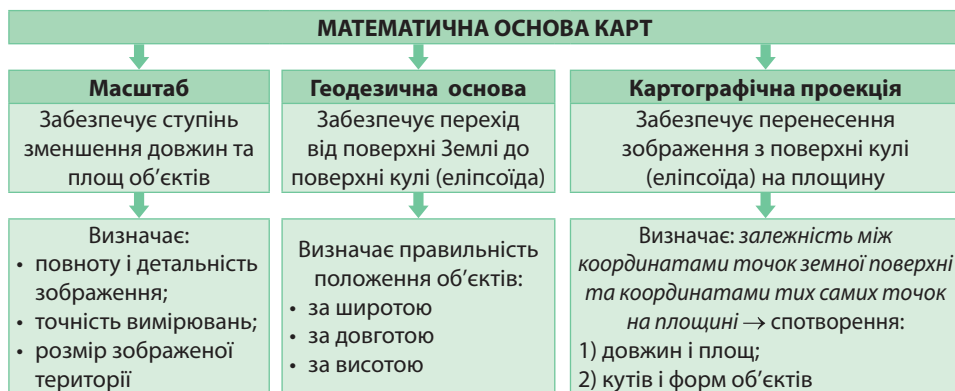 МАТЕМАТИЧНА ОСНОВА КАРТ
Масштаб
Забезпечує ступінь
зменшення довжин та
площ об’єктів
Визначає:
• повноту і детальність
зображення;
• точність вимірювань;
• розмір зображеної
території
Геодезична основа
Забезпечує перехід
від поверхні Землі до
поверхні кулі (еліпсоїда)
Визначає правильність
положення об’єктів:
• за широтою
• за довготою
• за висотою
Картографічна проекція
Забезпечує перенесення
зображення з поверхні кулі
(еліпсоїда) на площину
Визначає: залежність між
координатами точок земної поверхні
та координатами тих самих точок
на площині → спотворення:
1) довжин і площ;
2) кутів і форм об’єктів